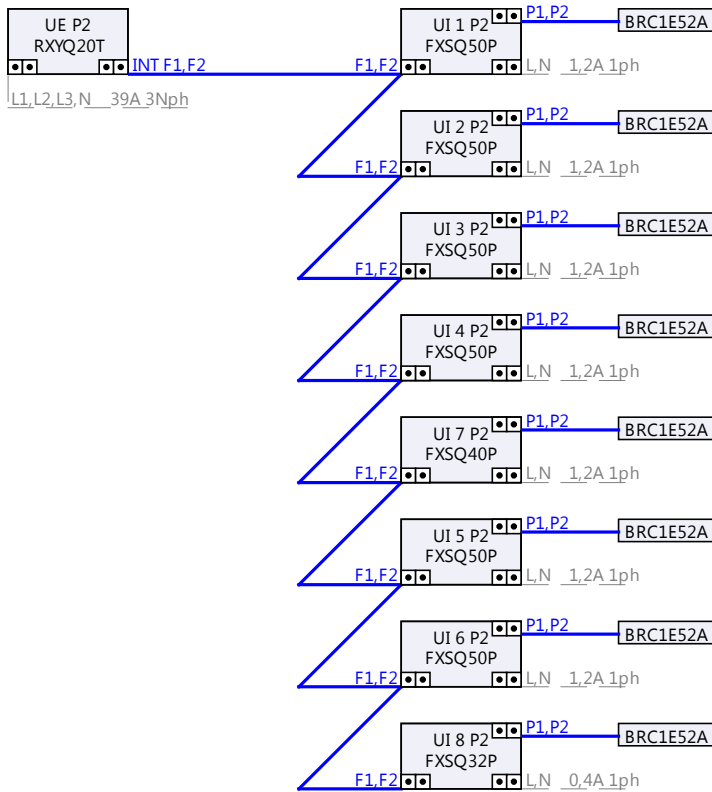 UE P2
RXYQ20T
INT F1,F2
L1,L2,L3,N 39A 3Nph
UI 1 P2
FXSQ50P
P1,P2
BRC1E52A
F1,F2
L,N 1,2A 1ph
UI 2 P2
FXSQ50P
P1,P2
BRC1E52A
F1,F2
L,N 1,2A 1ph
UI 3 P2
FXSQ50P
P1,P2
BRC1E52A
F1,F2
L,N 1,2A 1ph
UI 4 P2
FXSQ50P
P1,P2
BRC1E52A
F1,F2
L,N 1,2A 1ph
UI 7 P2
FXSQ40P
P1,P2
BRC1E52A
F1,F2
L,N 1,2A 1ph
UI 5 P2
FXSQ50P
P1,P2
BRC1E52A
F1,F2
L,N 1,2A 1ph
UI 6 P2
FXSQ50P
P1,P2
BRC1E52A
F1,F2
L,N 1,2A 1ph
UI 8 P2
FXSQ32P
P1,P2
BRC1E52A
F1,F2
L,N 0,4A 1ph